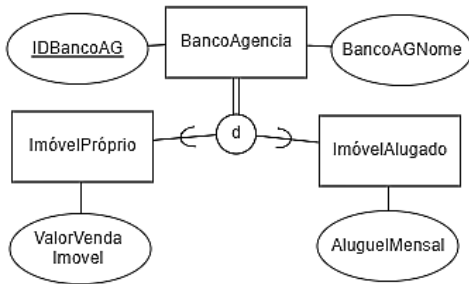 IDBancoAG
BancoAgencia
BancoAGNome
ImóvelPróprio
d
ImóvelAlugado
ValorVenda
Imovel
AluguelMensal